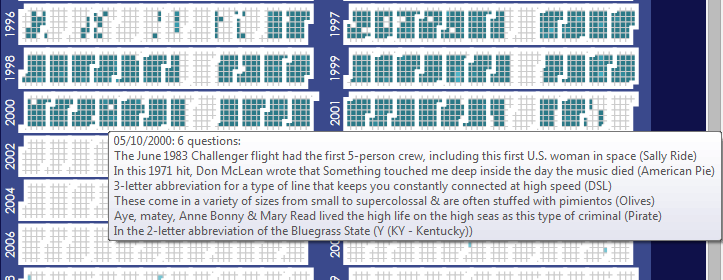 1996
1997
1998
1999
2000
2001
05/10/2000: 6 questions:
The June 1983 Challenger flight had the first 5-person crew, including this first U.S. woman in space (Sally Ride)
In this 1971 hit, Don McLean wrote that Something touched me deep inside the day the music died (American Pie)
3-letter abbreviation for a type of line that keeps you constantly connected at high speed (DSL)
These come in a variety of sizes from small to supercolossal & are often stuffed with pimientos (Olives)
Aye, matey, Anne Bonny & Mary Read lived the high life on the high seas as this type of criminal (Pirate)
In the 2-letter abbreviation of the Bluegrass State (Y (KY - Kentucky))
2002
2004
2006